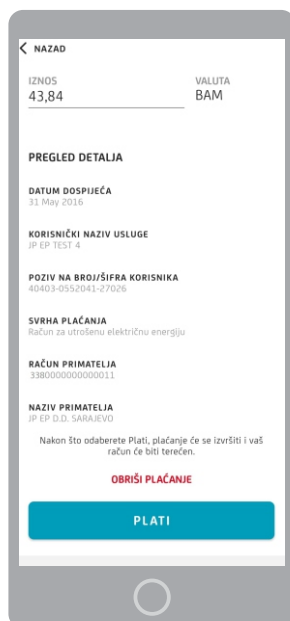 NAZAD
IZNOS VALUTA
43,84 BAM
PREGLED DETALJA
DATUM DOSPIJEĆA
31 May 2016
KORISNIČKI NAZIV USLUGE
JP EP TEST 4
POZIV NA BROJ/ŠIFRA KORISNIKA
40403-0552041-27026
SVRHA PLAĆANJA
Račun za utrošenu električnu energiju
RAČUN PRIMATELJA
3380000000000011
NAZIV PRIMATELJA
JP EP D.D. SARAJEVO
Nakon što odaberete Plati, plaćanje će se izvršiti i vaš
račun će biti terećen.
OBRIŠI PLAĆANJE
PLATI